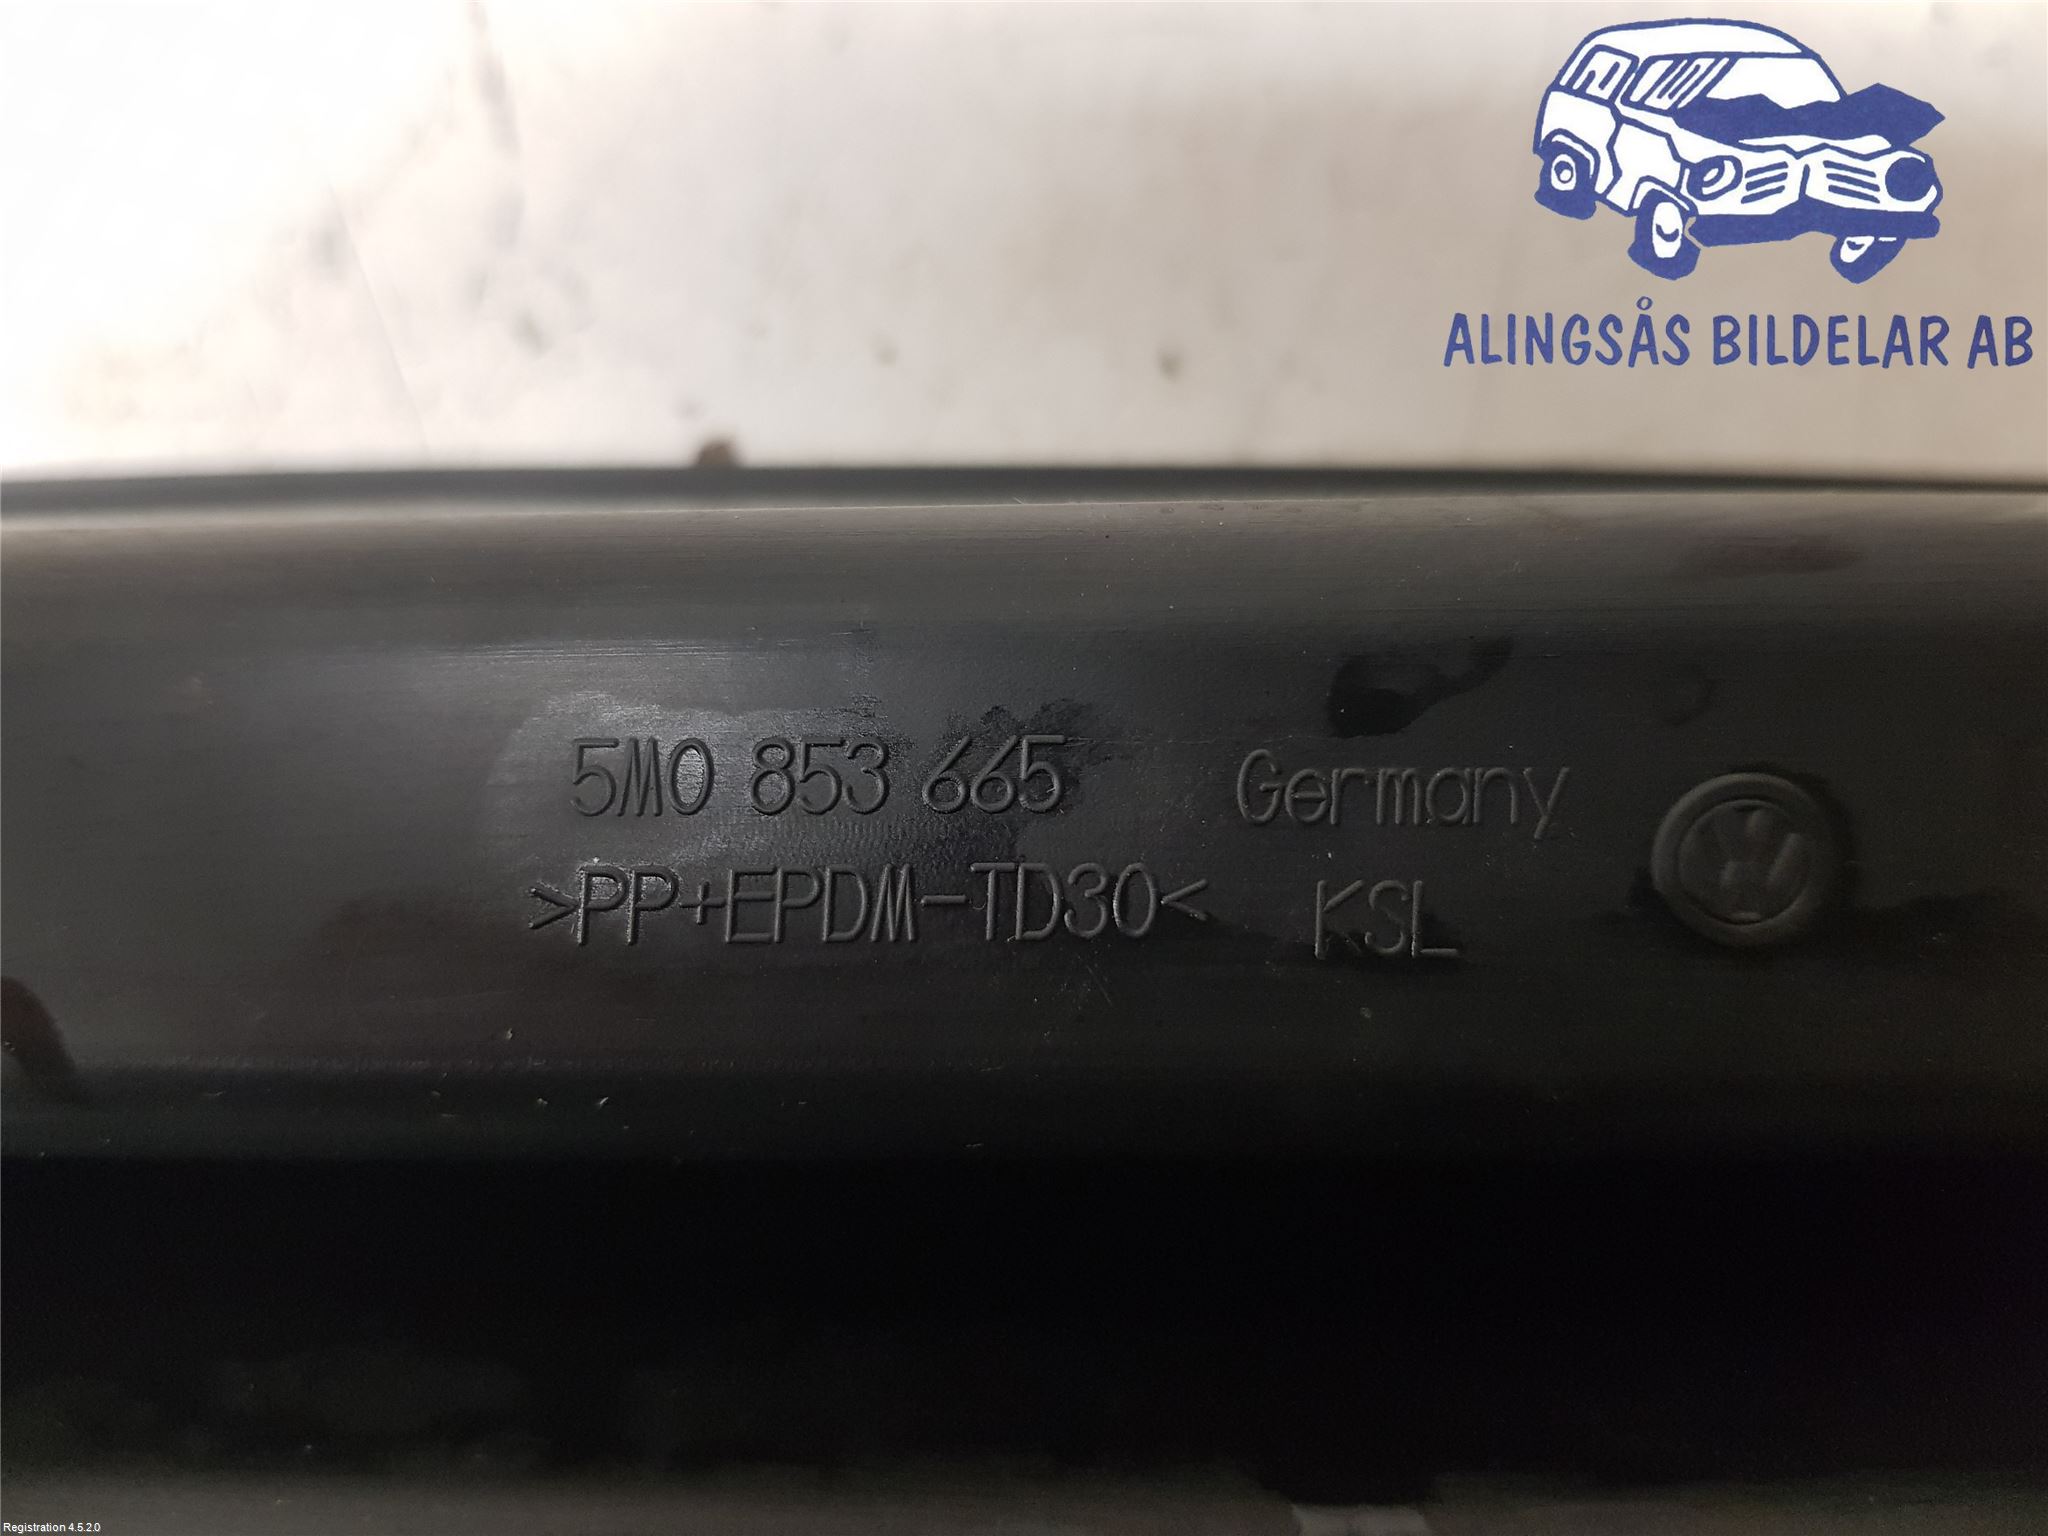 ALINGSÅS BILDELAR AB
5M0 853 665 Germany
>PP+EPDM-TD30< KSL
Registration 4.5.2.0